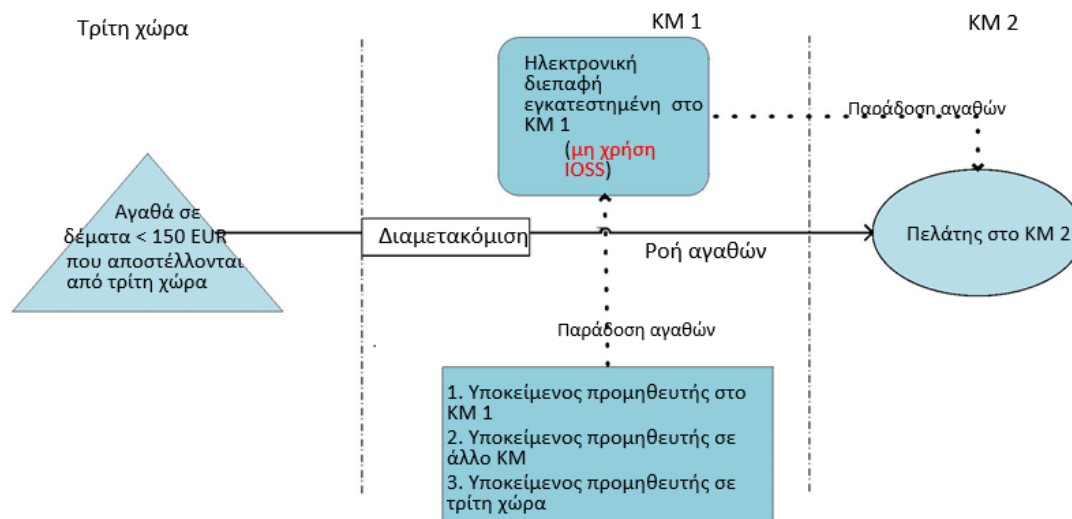 Τρίτη χώρα
ΚΜ 1
ΚΜ 2
Ηλεκτρονική
διεπαφή
εγκατεστημένη στο
ΚΜ 1
(μη χρήση
IOSS)
Παράδοση αγαθών
Αγαθά σε
δέματα < 150 EUR
που αποστέλλονται
από τρίτη χώρα
Διαμετακόμιση
Ροή αγαθών
Πελάτης στο ΚΜ 2
Παράδοση αγαθών
1. Υποκείμενος προμηθευτής στο
ΚΜ 1
2. Υποκείμενος προμηθευτής σε
άλλο ΚΜ
3. Υποκείμενος προμηθευτής σε
τρίτη χώρα